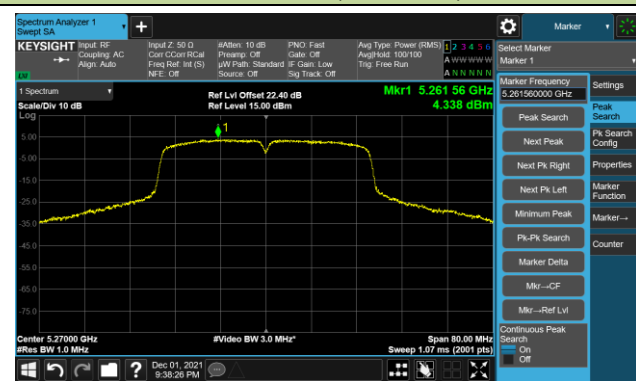 Spectrum Analyzer 1
Swept SA
+
Marker
KEYSIGHT
Input: RF
Coupling: AC
Align: Auto
Input Z: 50 Ω
Corr CCorr RCal
Freq Ref: Int (S)
NFE: Off
#Atten: 10 dB
Preamp: Off
µW Path: Standard
Source: Off
PNO: Fast
Gate: Off
IF Gain: Low
Sig Track: Off
Avg Type: Power (RMS)
Avg|Hold: 100/100
Trig: Free Run
1 2 3 4 5 6
A W W W W W
A N N N N N
LVI
Select Marker
Marker 1
1 Spectrum
Scale/Div 10 dB
Log
Ref Lvl Offset 22.40 dB
Ref Level 15.00 dBm
Mkr1 5.261 56 GHz
4.338 dBm
1
5.00
-5.00
-15.0
-25.0
-35.0
-45.0
-55.0
-65.0
-75.0
Center 5.27000 GHz
#Res BW 1.0 MHz
#Video BW 3.0 MHz*
Span 80.00 MHz
Sweep 1.07 ms (2001 pts)
Marker Frequency
5.261560000 GHz
Peak Search
Next Peak
Next Pk Right
Next Pk Left
Minimum Peak
Pk-Pk Search
Marker Delta
Mkr→CF
Mkr→Ref Lvl
Continuous Peak
Search
On
Off
Settings
Peak
Search
Pk Search
Config
Properties
Marker
Function
Marker→
Counter
?
Dec 01, 2021
9:38:26 PM